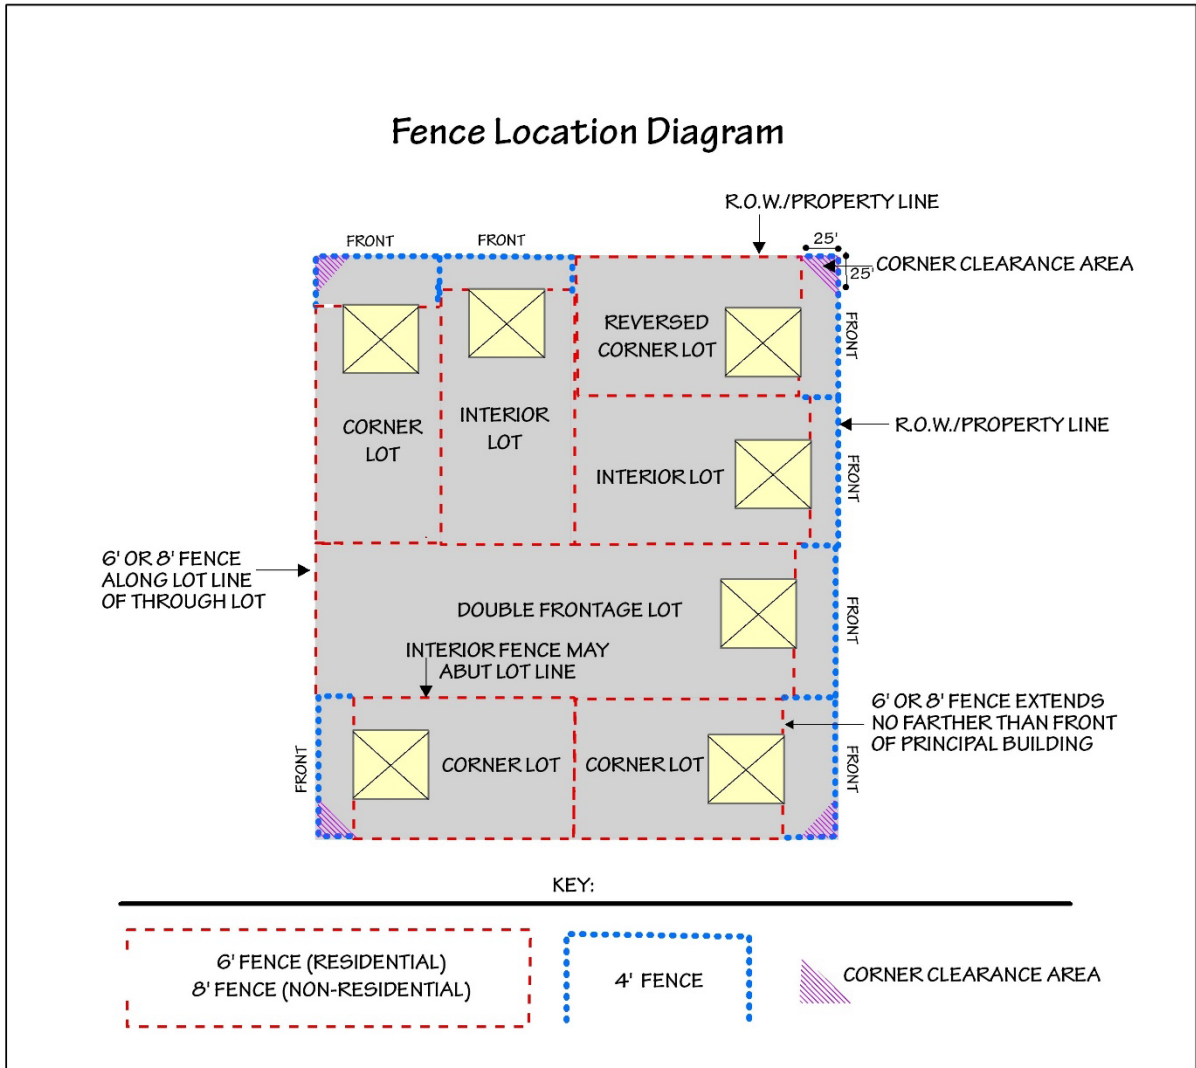 Fence Location Diagram
R.O.W./PROPERTY LINE
FRONT
FRONT
25'
25'
CORNER CLEARANCE AREA
FRONT
REVERSED
CORNER LOT
CORNER
LOT
INTERIOR
LOT
R.O.W./PROPERTY LINE
INTERIOR LOT
FRONT
6' OR 8' FENCE
ALONG LOT LINE
OF THROUGH LOT
DOUBLE FRONTAGE LOT
FRONT
INTERIOR FENCE MAY
ABUT LOT LINE
6' OR 8' FENCE EXTENDS
NO FARTHER THAN FRONT
OF PRINCIPAL BUILDING
FRONT
CORNER LOT
CORNER LOT
FRONT
KEY:
6' FENCE (RESIDENTIAL)
8' FENCE (NON-RESIDENTIAL)
4' FENCE
CORNER CLEARANCE AREA